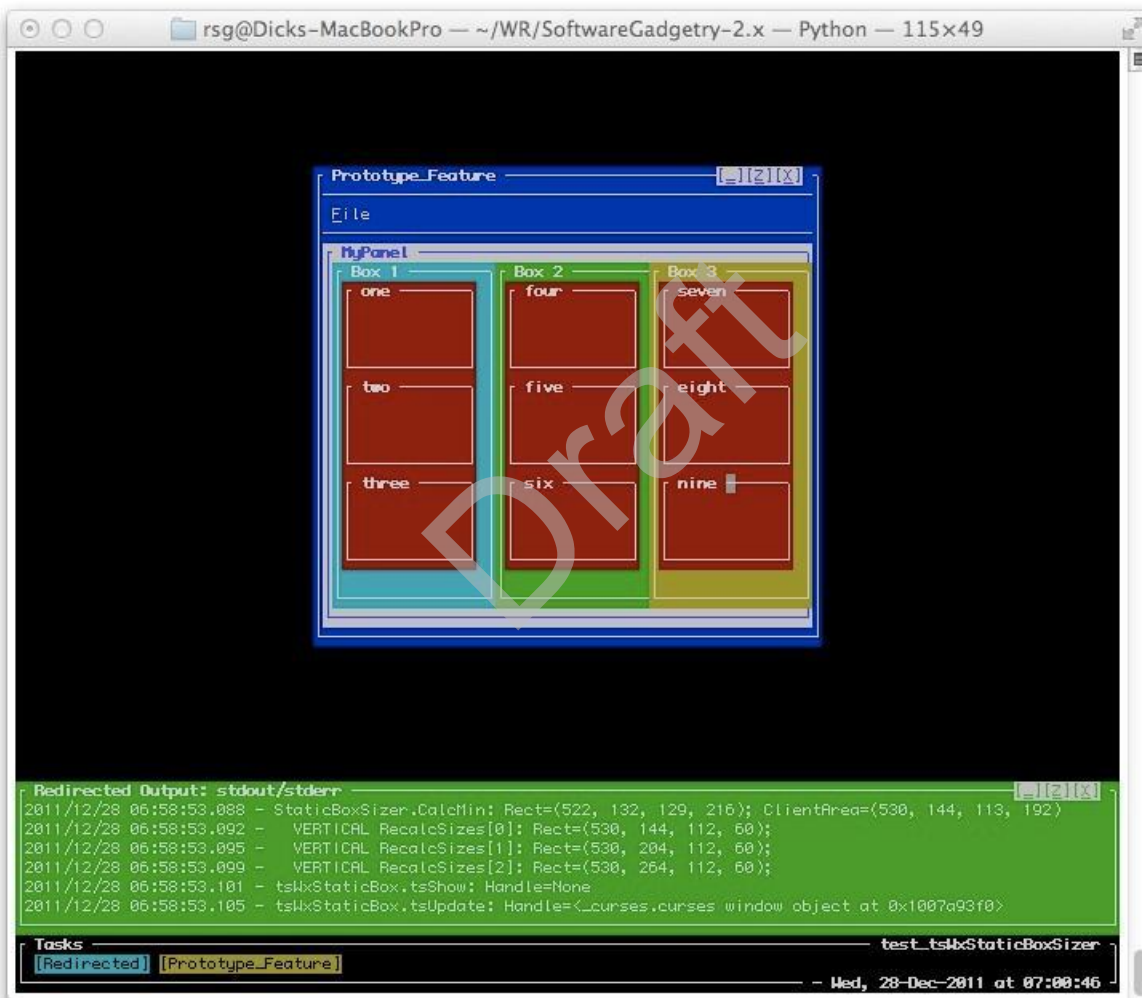 rsg@Dicks-MacBookPro — ~/WR/SoftwareGadgetry-2.x — Python — 115×49
Protototype_Feature [_][Z][X]
File
MyPanel
Box 1 Box 2 Box 3
one four seven
two five eight
three six nine
Draft
Redirected Output: stdout/stderr [_][Z][X]
2011/12/28 06:58:53.088 - StaticBoxSizer.CalcMin: Rect=(522, 132, 129, 216); ClientArea=(530, 144, 113, 192)
2011/12/28 06:58:53.092 - VERTICAL RecalcSizes[0]: Rect=(530, 144, 112, 60);
2011/12/28 06:58:53.095 - VERTICAL RecalcSizes[1]: Rect=(530, 204, 112, 60);
2011/12/28 06:58:53.099 - VERTICAL RecalcSizes[2]: Rect=(530, 264, 112, 60);
2011/12/28 06:58:53.101 - tsWxStaticBox.tsShow: Handle=None
2011/12/28 06:58:53.105 - tsWxStaticBox.tsUpdate: Handle=<_curses.curses window object at 0x1007a93f0>
Tasks test_tsWxStaticBoxSizer
[Redirected] [Prototype_Feature]
- Wed, 28-Dec-2011 at 07:00:46